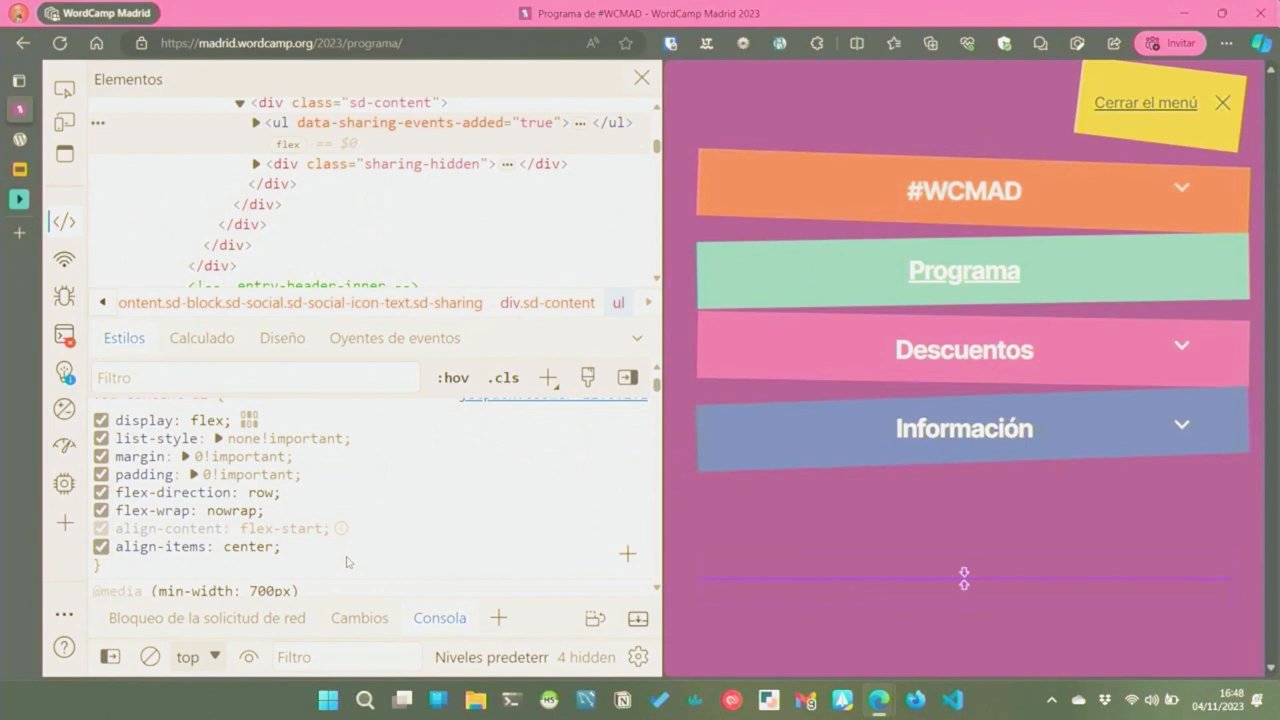 WordCamp Madrid
Programa de #WCMAD - WordCamp Madrid 2023
https://madrid.wordcamp.org/2023/programa/
Invitar
Elementos
▼<div class="sd-content">
▶<ul data-sharing-events-added="true"> … </ul>
flex == $0
▶<div class="sharing-hidden"> … </div>
</div>
</div>
</div>
</div>
</div>
<!-- .entry-header-inner -->
ontent.sd-block.sd-social.sd-social-icon-text.sd-sharing div.sd-content ul
Estilos Calculado Diseño Oyentes de eventos
Filtro :hov .cls
display: flex;
list-style: ▶ none!important;
margin: ▶ 0!important;
padding: ▶ 0!important;
flex-direction: row;
flex-wrap: nowrap;
align-content: flex-start;
align-items: center;
}
@media (min-width: 700px)
Bloqueo de la solicitud de red Cambios Consola
top ▼ Filtro Niveles predeterr 4 hidden
Cerrar el menú
#WCMAD
Programa
Descuentos
Información
16:48
04/11/2023